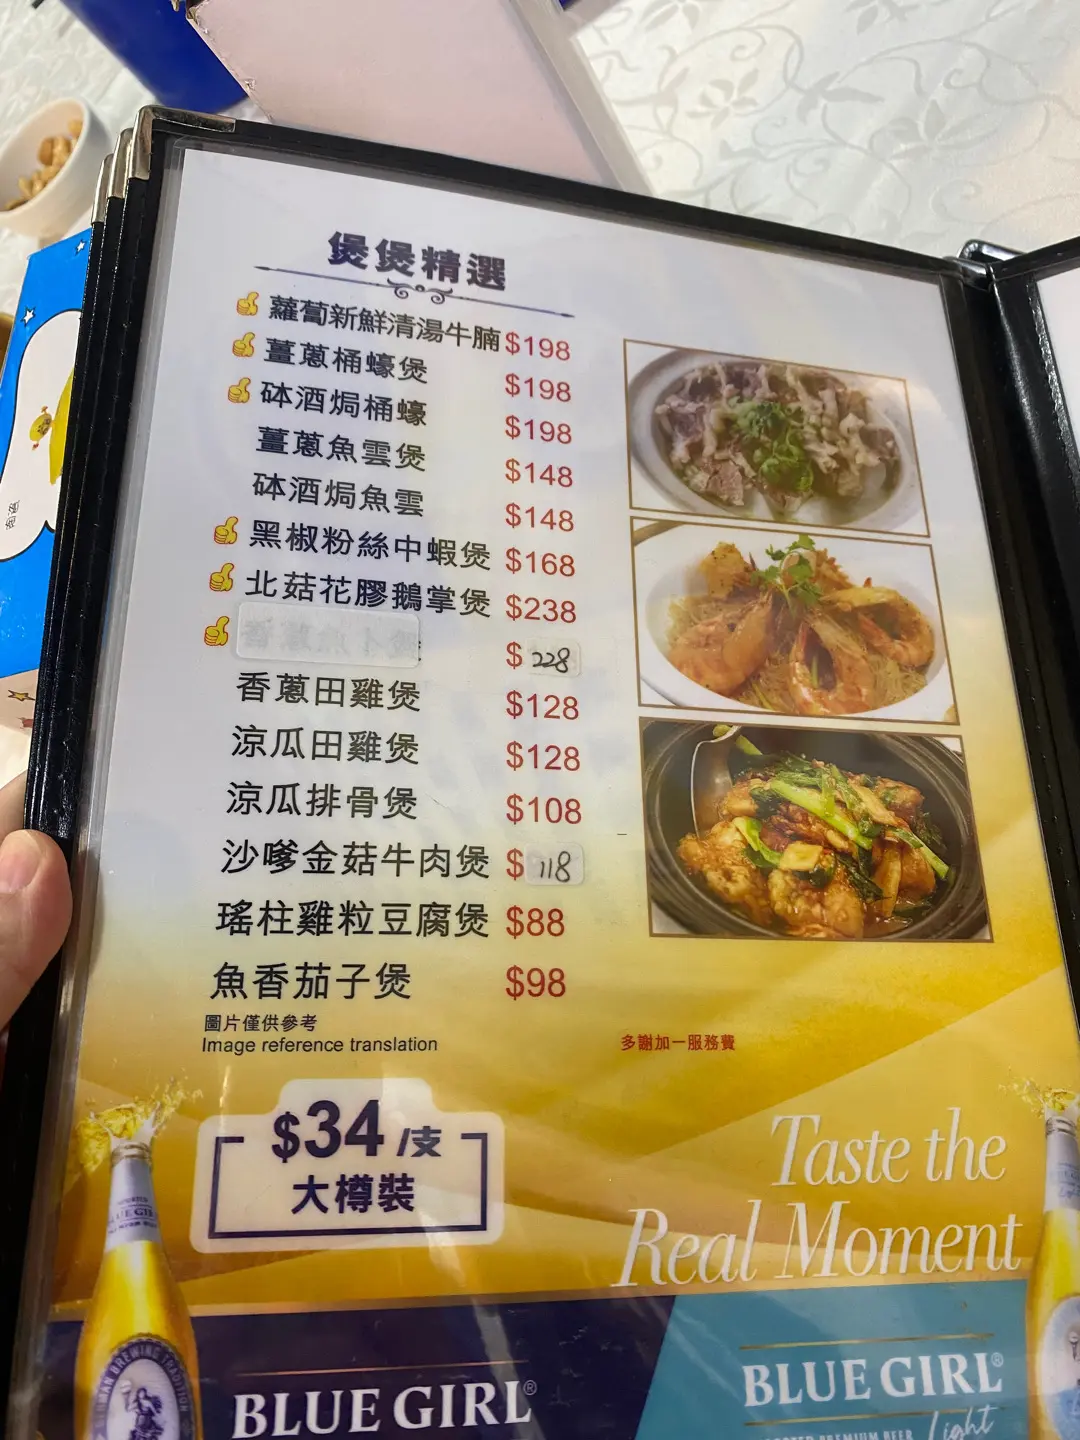 煲煲精選
蘿蔔新鮮清湯牛腩 $198
薑蔥桶蠔煲 $198
砵酒焗桶蠔 $198
薑蔥魚雲煲 $148
砵酒焗魚雲 $148
黑椒粉絲中蝦煲 $168
北菇花膠鵝掌煲 $238
$ 228
香蔥田雞煲 $128
涼瓜田雞煲 $128
涼瓜排骨煲 $108
沙嗲金菇牛肉煲 $ 118
瑤柱雞粒豆腐煲 $88
魚香茄子煲 $98
圖片僅供參考
Image reference translation
多謝加一服務費
$34/支
大樽裝
Taste the
Real Moment
BLUE GIRL®
BLUE GIRL®
Light